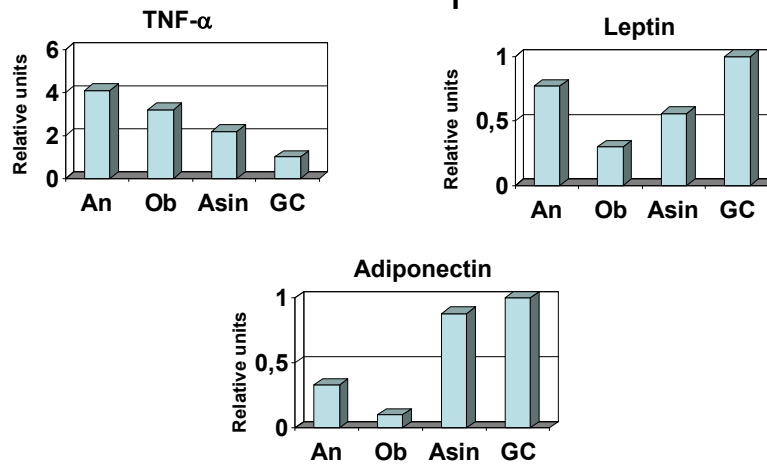 TNF-α
Relative units
6
4
2
0
An Ob Asin GC
Leptin
Relative units
1
0,5
0
An Ob Asin GC
Adiponectin
Relative units
1
0,5
0
An Ob Asin GC